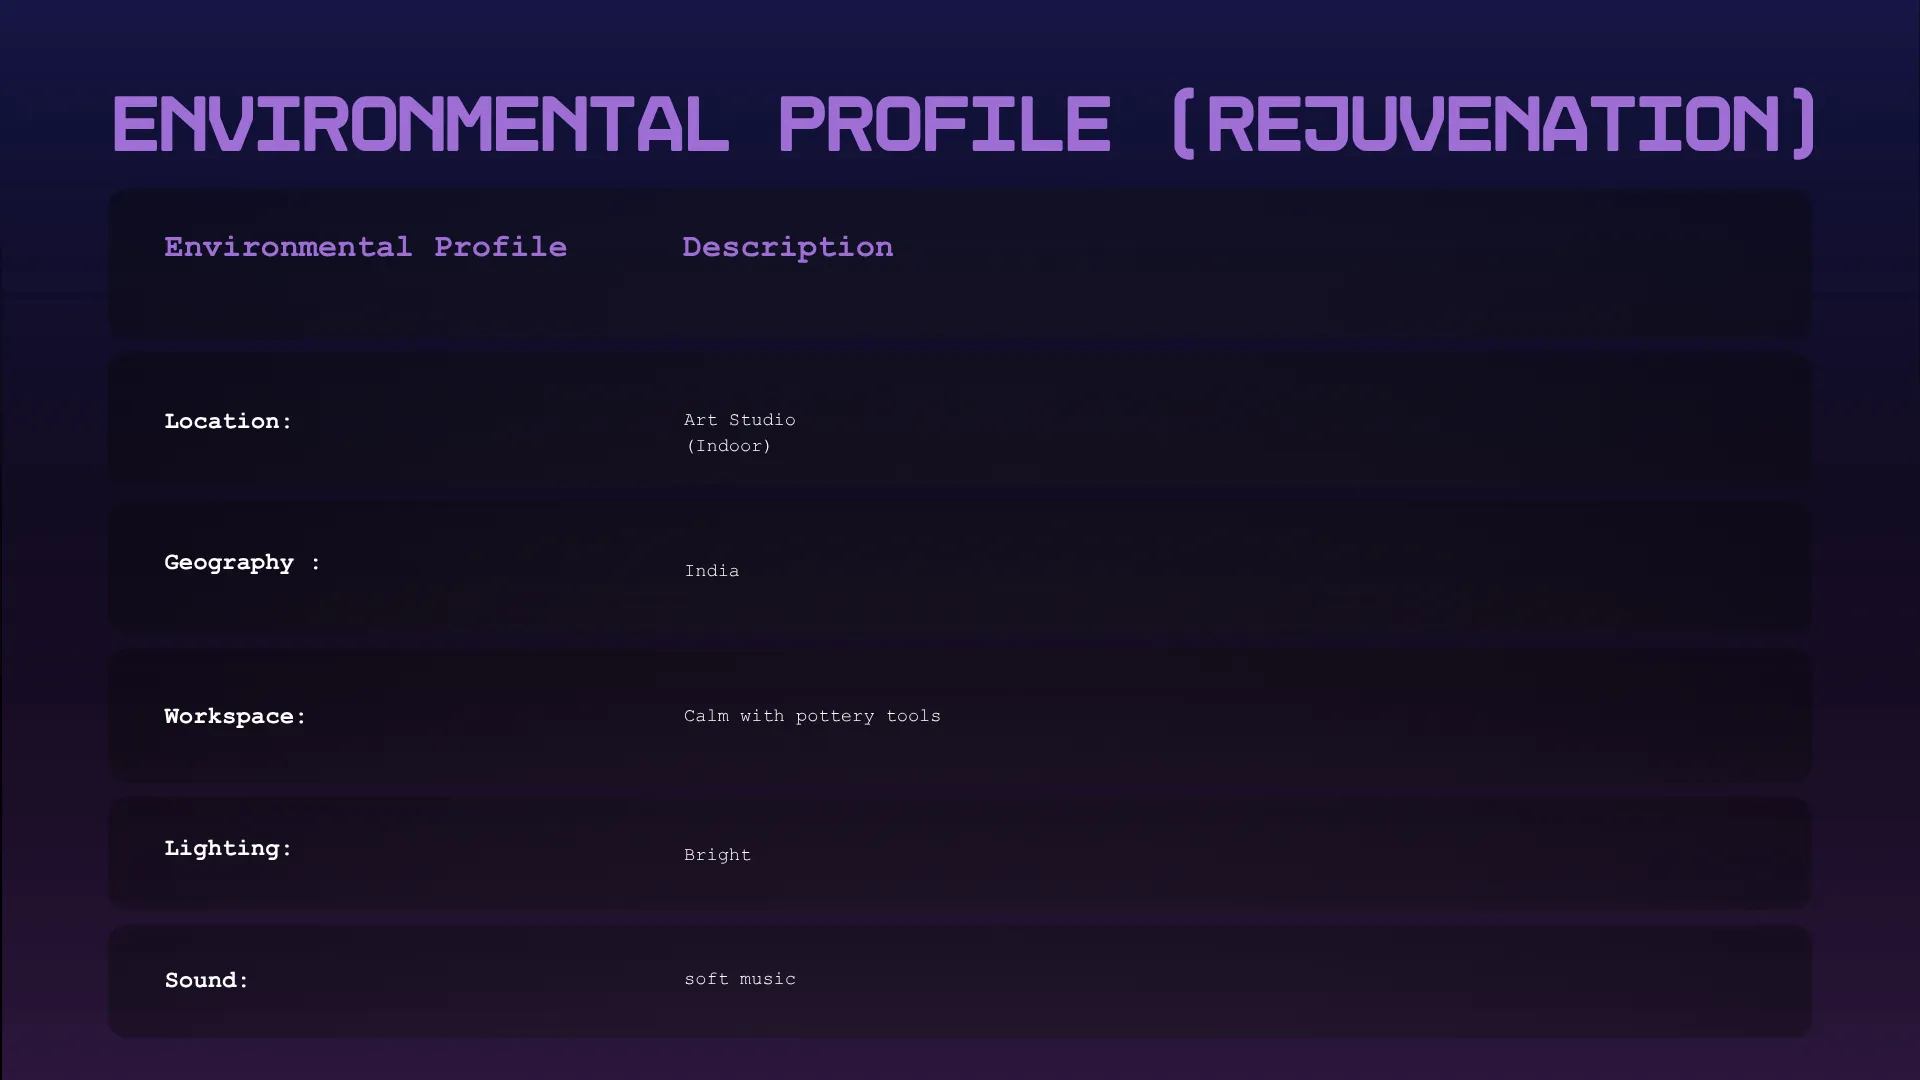 ENVIRONMENTAL PROFILE (REJUVENATION)
Environmental Profile
Description
Location:
Art Studio
(Indoor)
Geography :
India
Workspace:
Calm with pottery tools
Lighting:
Bright
Sound:
soft music